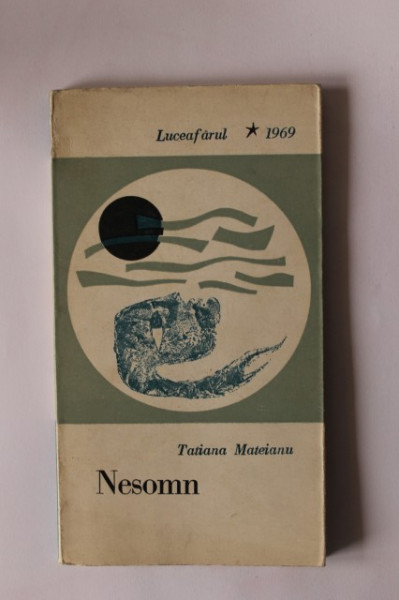 Luceafărul ★ 1969
Tatiana Mateianu
Nesomn